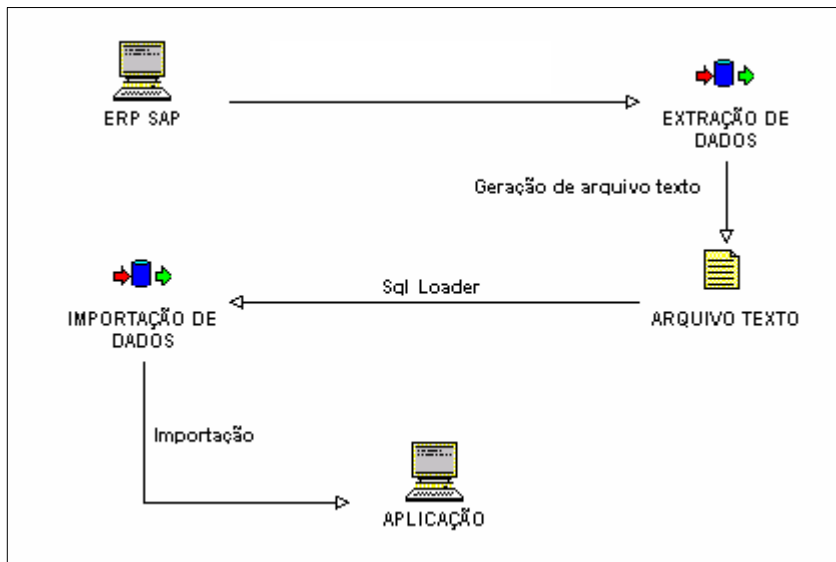 ERP SAP
EXTRAÇÃO DE
DADOS
Geração de arquivo texto
Sql Loader
IMPORTAÇÃO DE
DADOS
ARQUIVO TEXTO
Importação
APLICAÇÃO